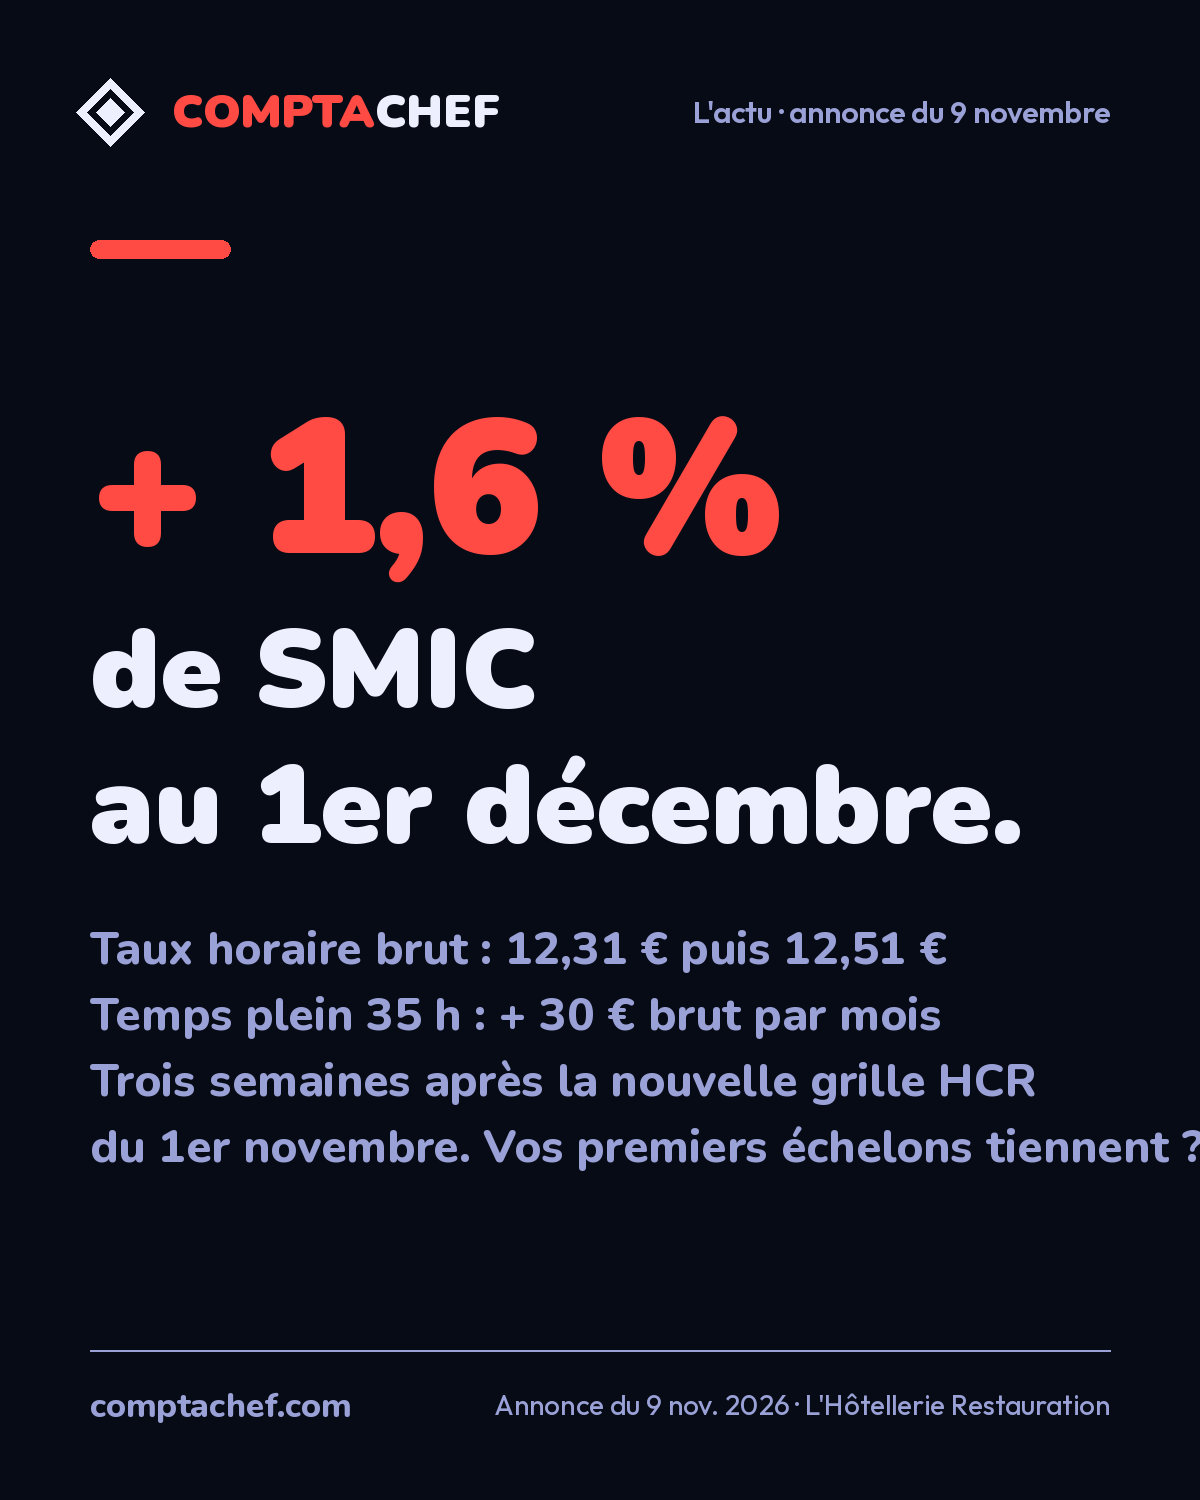 COMPTACHEF
L'actu · annonce du 9 novembre
+ 1,6 %
de SMIC
au 1er décembre.
Taux horaire brut : 12,31 € puis 12,51 €
Temps plein 35 h : + 30 € brut par mois
Trois semaines après la nouvelle grille HCR
du 1er novembre. Vos premiers échelons tiennent ?
comptachef.com
Annonce du 9 nov. 2026 · L'Hôtellerie Restauration